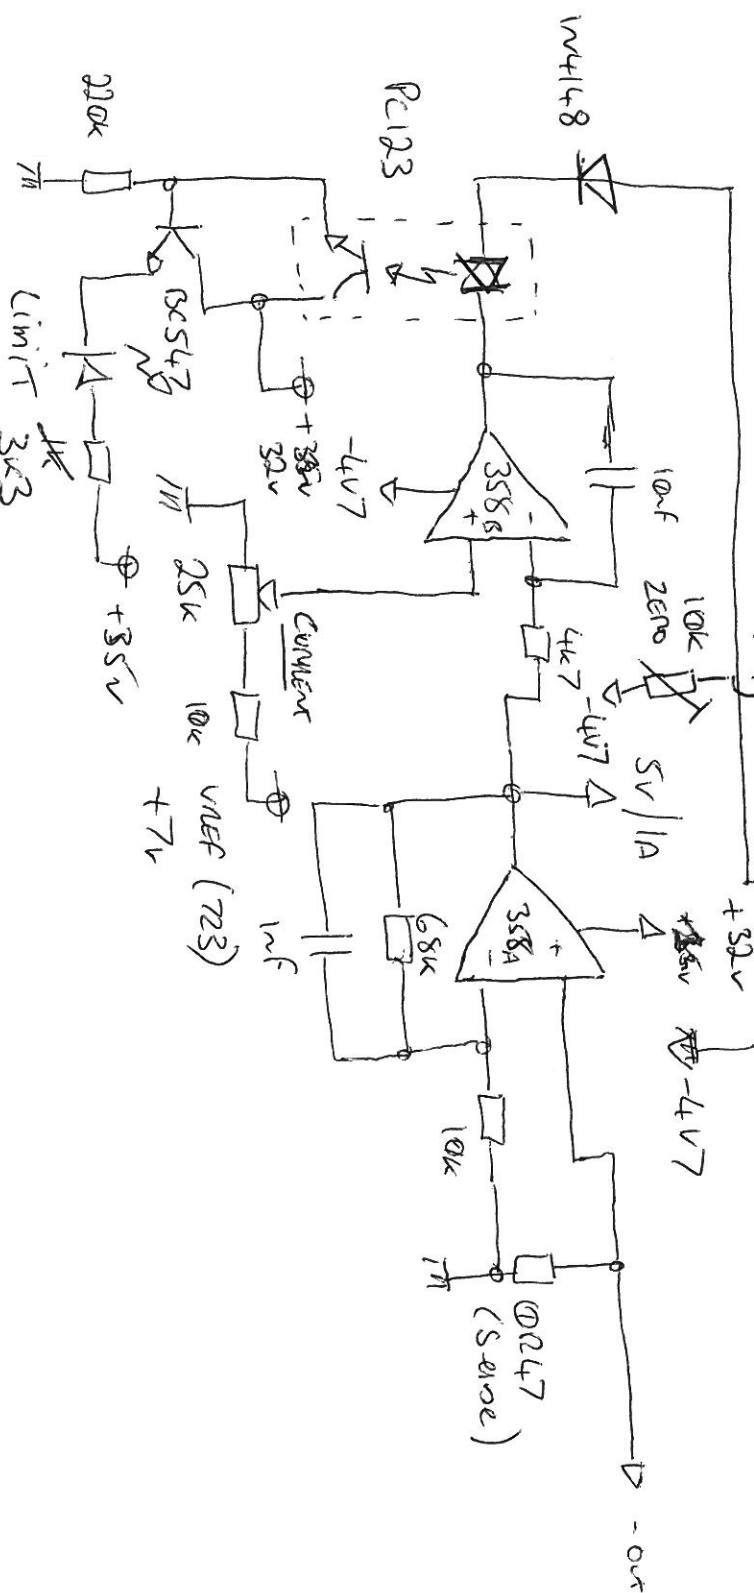 1N4148
PC123
220k
BC547
Limit
3k3
+35v
+
32v
-4v7
10nF
358B
+
-
25k
CURRENT
10k
VREF (723)
+7v
4k7
100k
ZERO
-4v7
5v/1A
+32v
-4v7
358A
+
-
68k
1nF
10k
0R47
(Sense)
-out